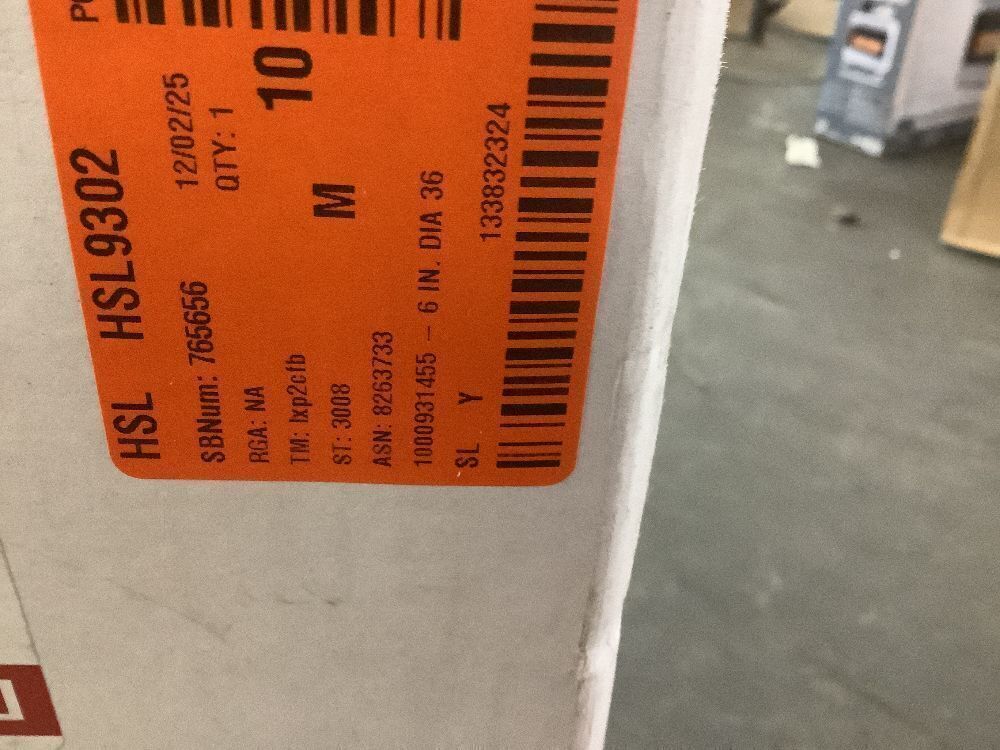 HSL HSL9302
SBNum: 765656 12/02/25
RGA: NA QTY: 1
TM: lxp2cfb 10
ST: 3008 M
ASN: 8263733
1000931455 – 6 IN. DIA 36
SL Y 133832324